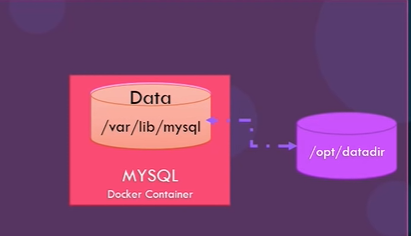 Data
/var/lib/mysql
/opt/datadir
MYSQL
Docker Container